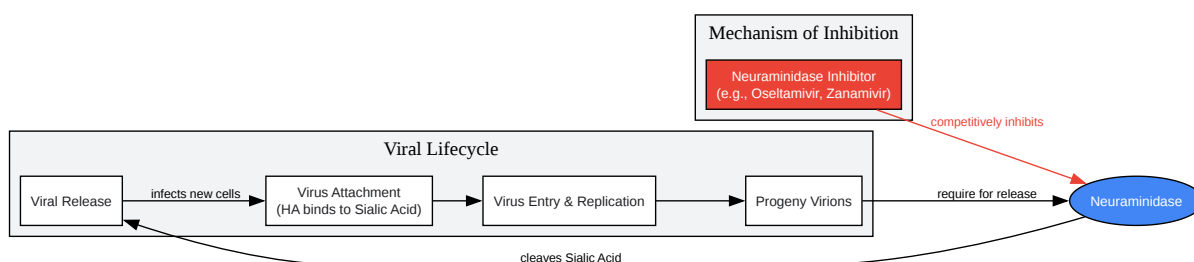 Mechanism of Inhibition
Neuraminidase Inhibitor
(e.g., Oseltamivir, Zanamivir)
competitively inhibits
Viral Lifecycle
Viral Release
infects new cells
Virus Attachment
(HA binds to Sialic Acid)
Virus Entry & Replication
Progeny Virions
require for release
Neuraminidase
cleaves Sialic Acid